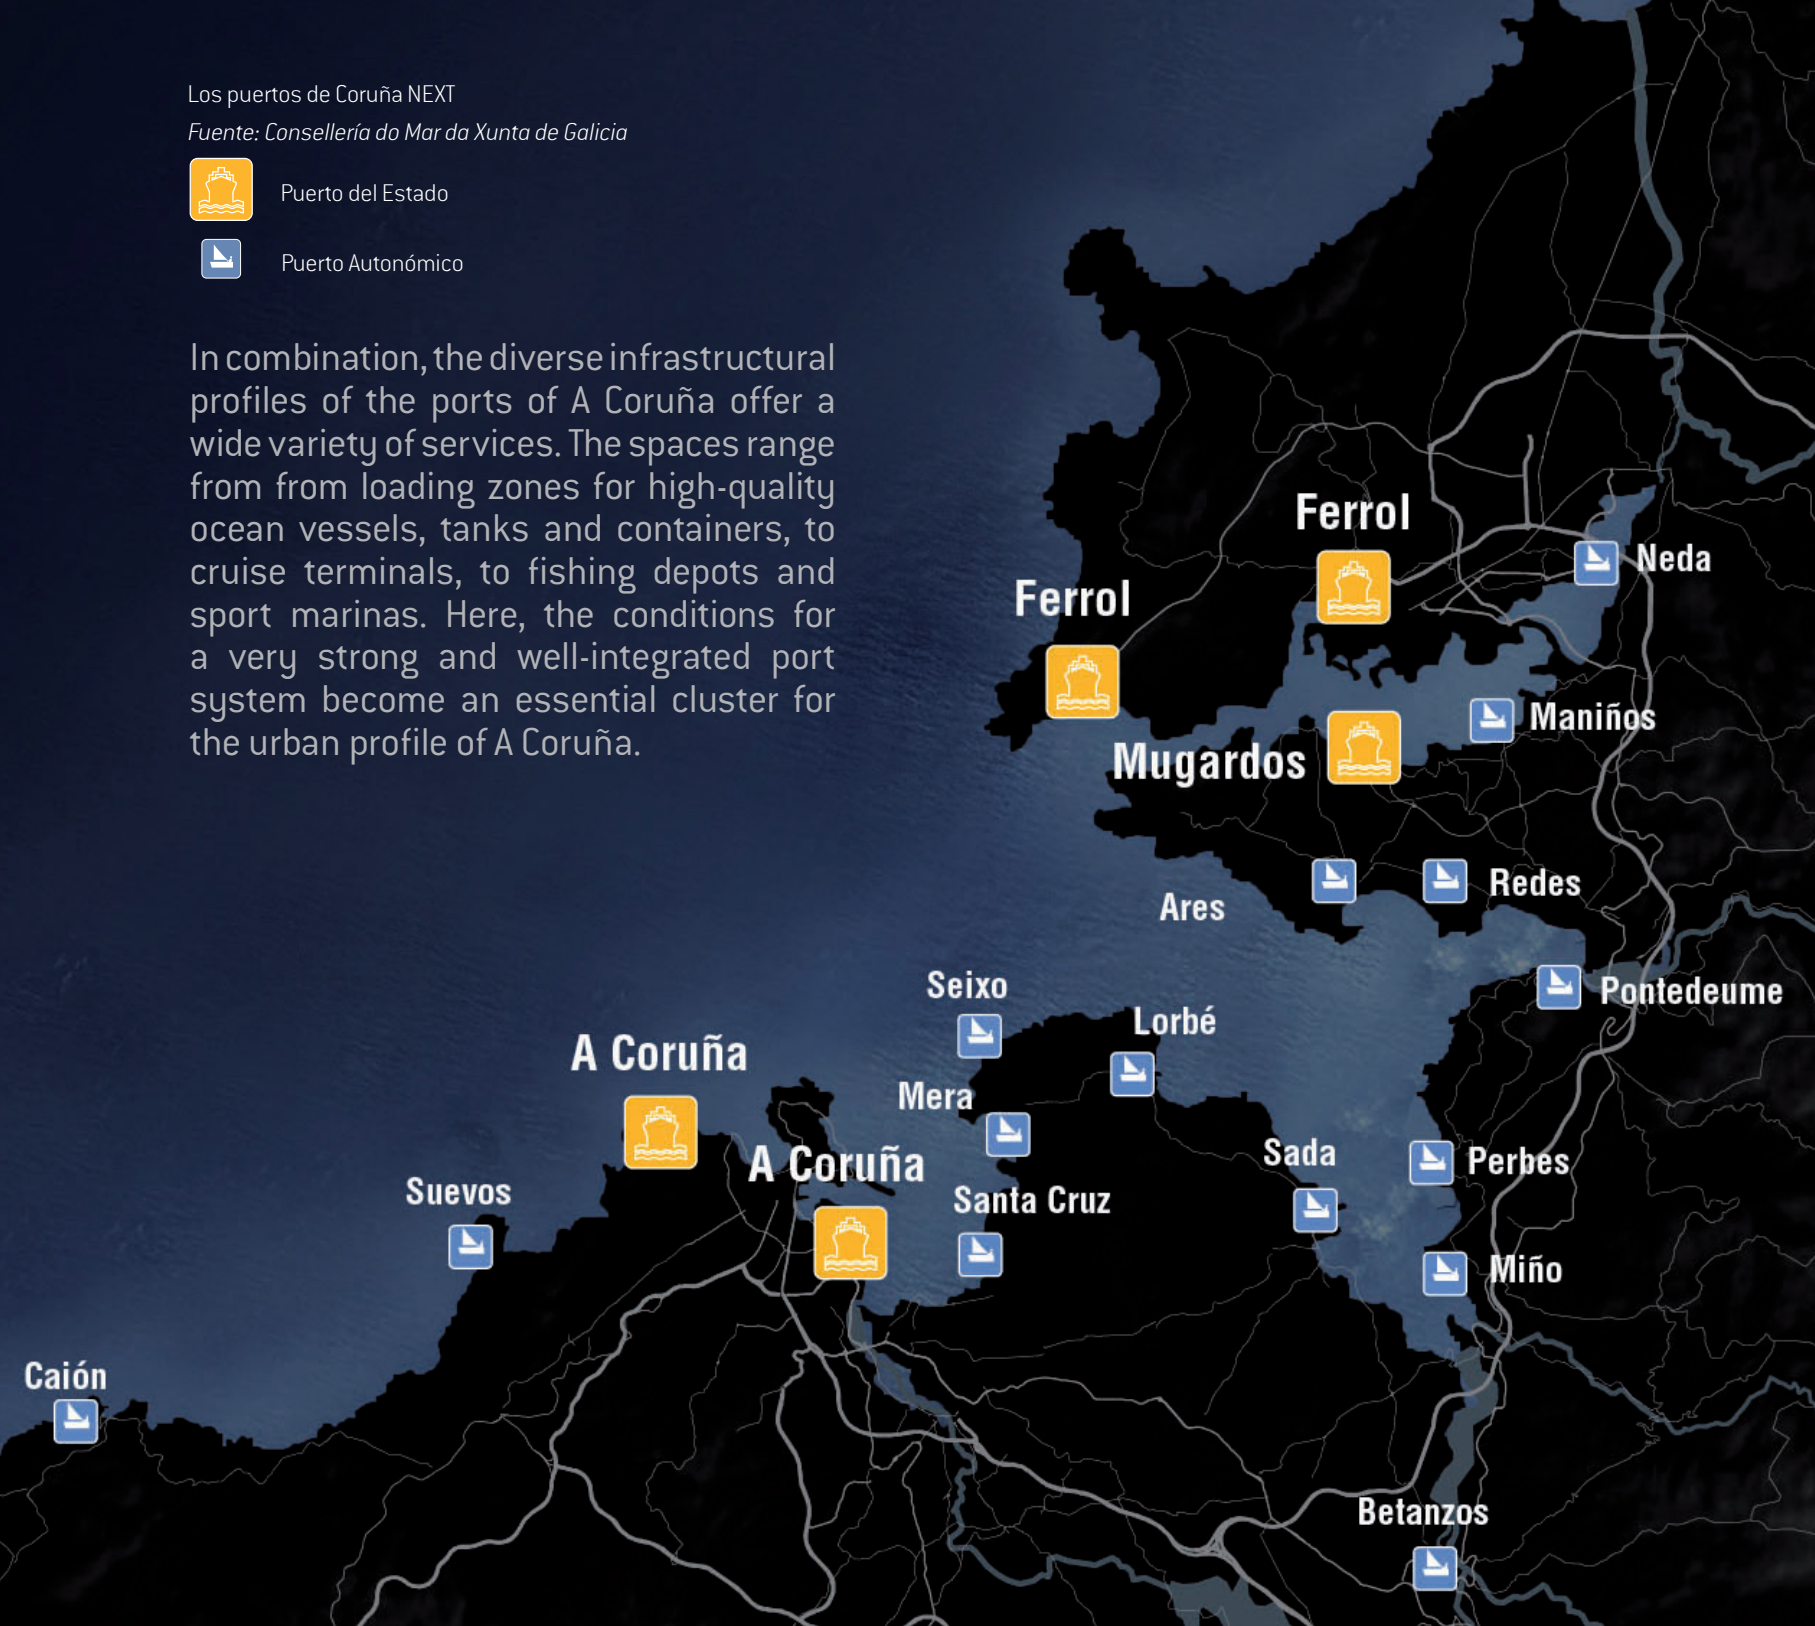 Los puertos de Coruña NEXT
Fuente: Consellería do Mar da Xunta de Galicia
Puerto del Estado
Puerto Autonómico
In combination, the diverse infrastructural
profiles of the ports of A Coruña offer a
wide variety of services. The spaces range
from from loading zones for high-quality
ocean vessels, tanks and containers, to
cruise terminals, to fishing depots and
sport marinas. Here, the conditions for
a very strong and well-integrated port
system become an essential cluster for
the urban profile of A Coruña.
Ferrol
Neda
Ferrol
Maniños
Mugardos
Redes
Ares
Seixo
Pontedeume
Lorbé
A Coruña
Mera
Sada
Perbes
A Coruña
Suevos
Santa Cruz
Miño
Caión
Betanzos